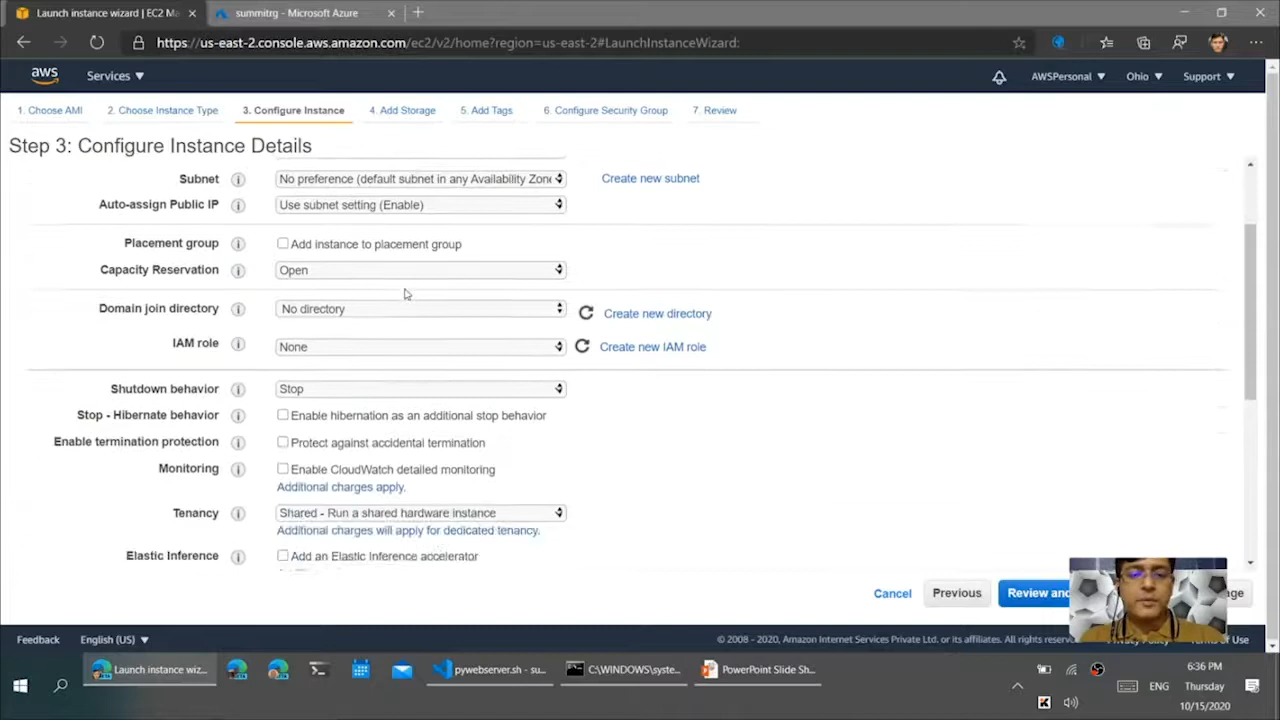 Launch instance wizard | EC2 Ma
summitrg - Microsoft Azure
https://us-east-2.console.aws.amazon.com/ec2/v2/home?region=us-east-2#LaunchInstanceWizard:
aws
Services
AWSPersonal
Ohio
Support
1. Choose AMI
2. Choose Instance Type
3. Configure Instance
4. Add Storage
5. Add Tags
6. Configure Security Group
7. Review
Step 3: Configure Instance Details
Subnet
No preference (default subnet in any Availability Zone
Create new subnet
Auto-assign Public IP
Use subnet setting (Enable)
Placement group
Add instance to placement group
Capacity Reservation
Open
Domain join directory
No directory
Create new directory
IAM role
None
Create new IAM role
Shutdown behavior
Stop
Stop - Hibernate behavior
Enable hibernation as an additional stop behavior
Enable termination protection
Protect against accidental termination
Monitoring
Enable CloudWatch detailed monitoring
Additional charges apply.
Tenancy
Shared - Run a shared hardware instance
Additional charges will apply for dedicated tenancy.
Elastic Inference
Add an Elastic Inference accelerator
Cancel
Previous
Review and
Feedback
English (US)
© 2008 - 2020, Amazon Internet Services Private Ltd. or its affiliates. All rights
Privacy Policy
Terms of Use
Launch instance wiz...
pywebserver.sh - su...
C:\WINDOWS\syste...
PowerPoint Slide Sh...
ENG
6:36 PM
Thursday
10/15/2020